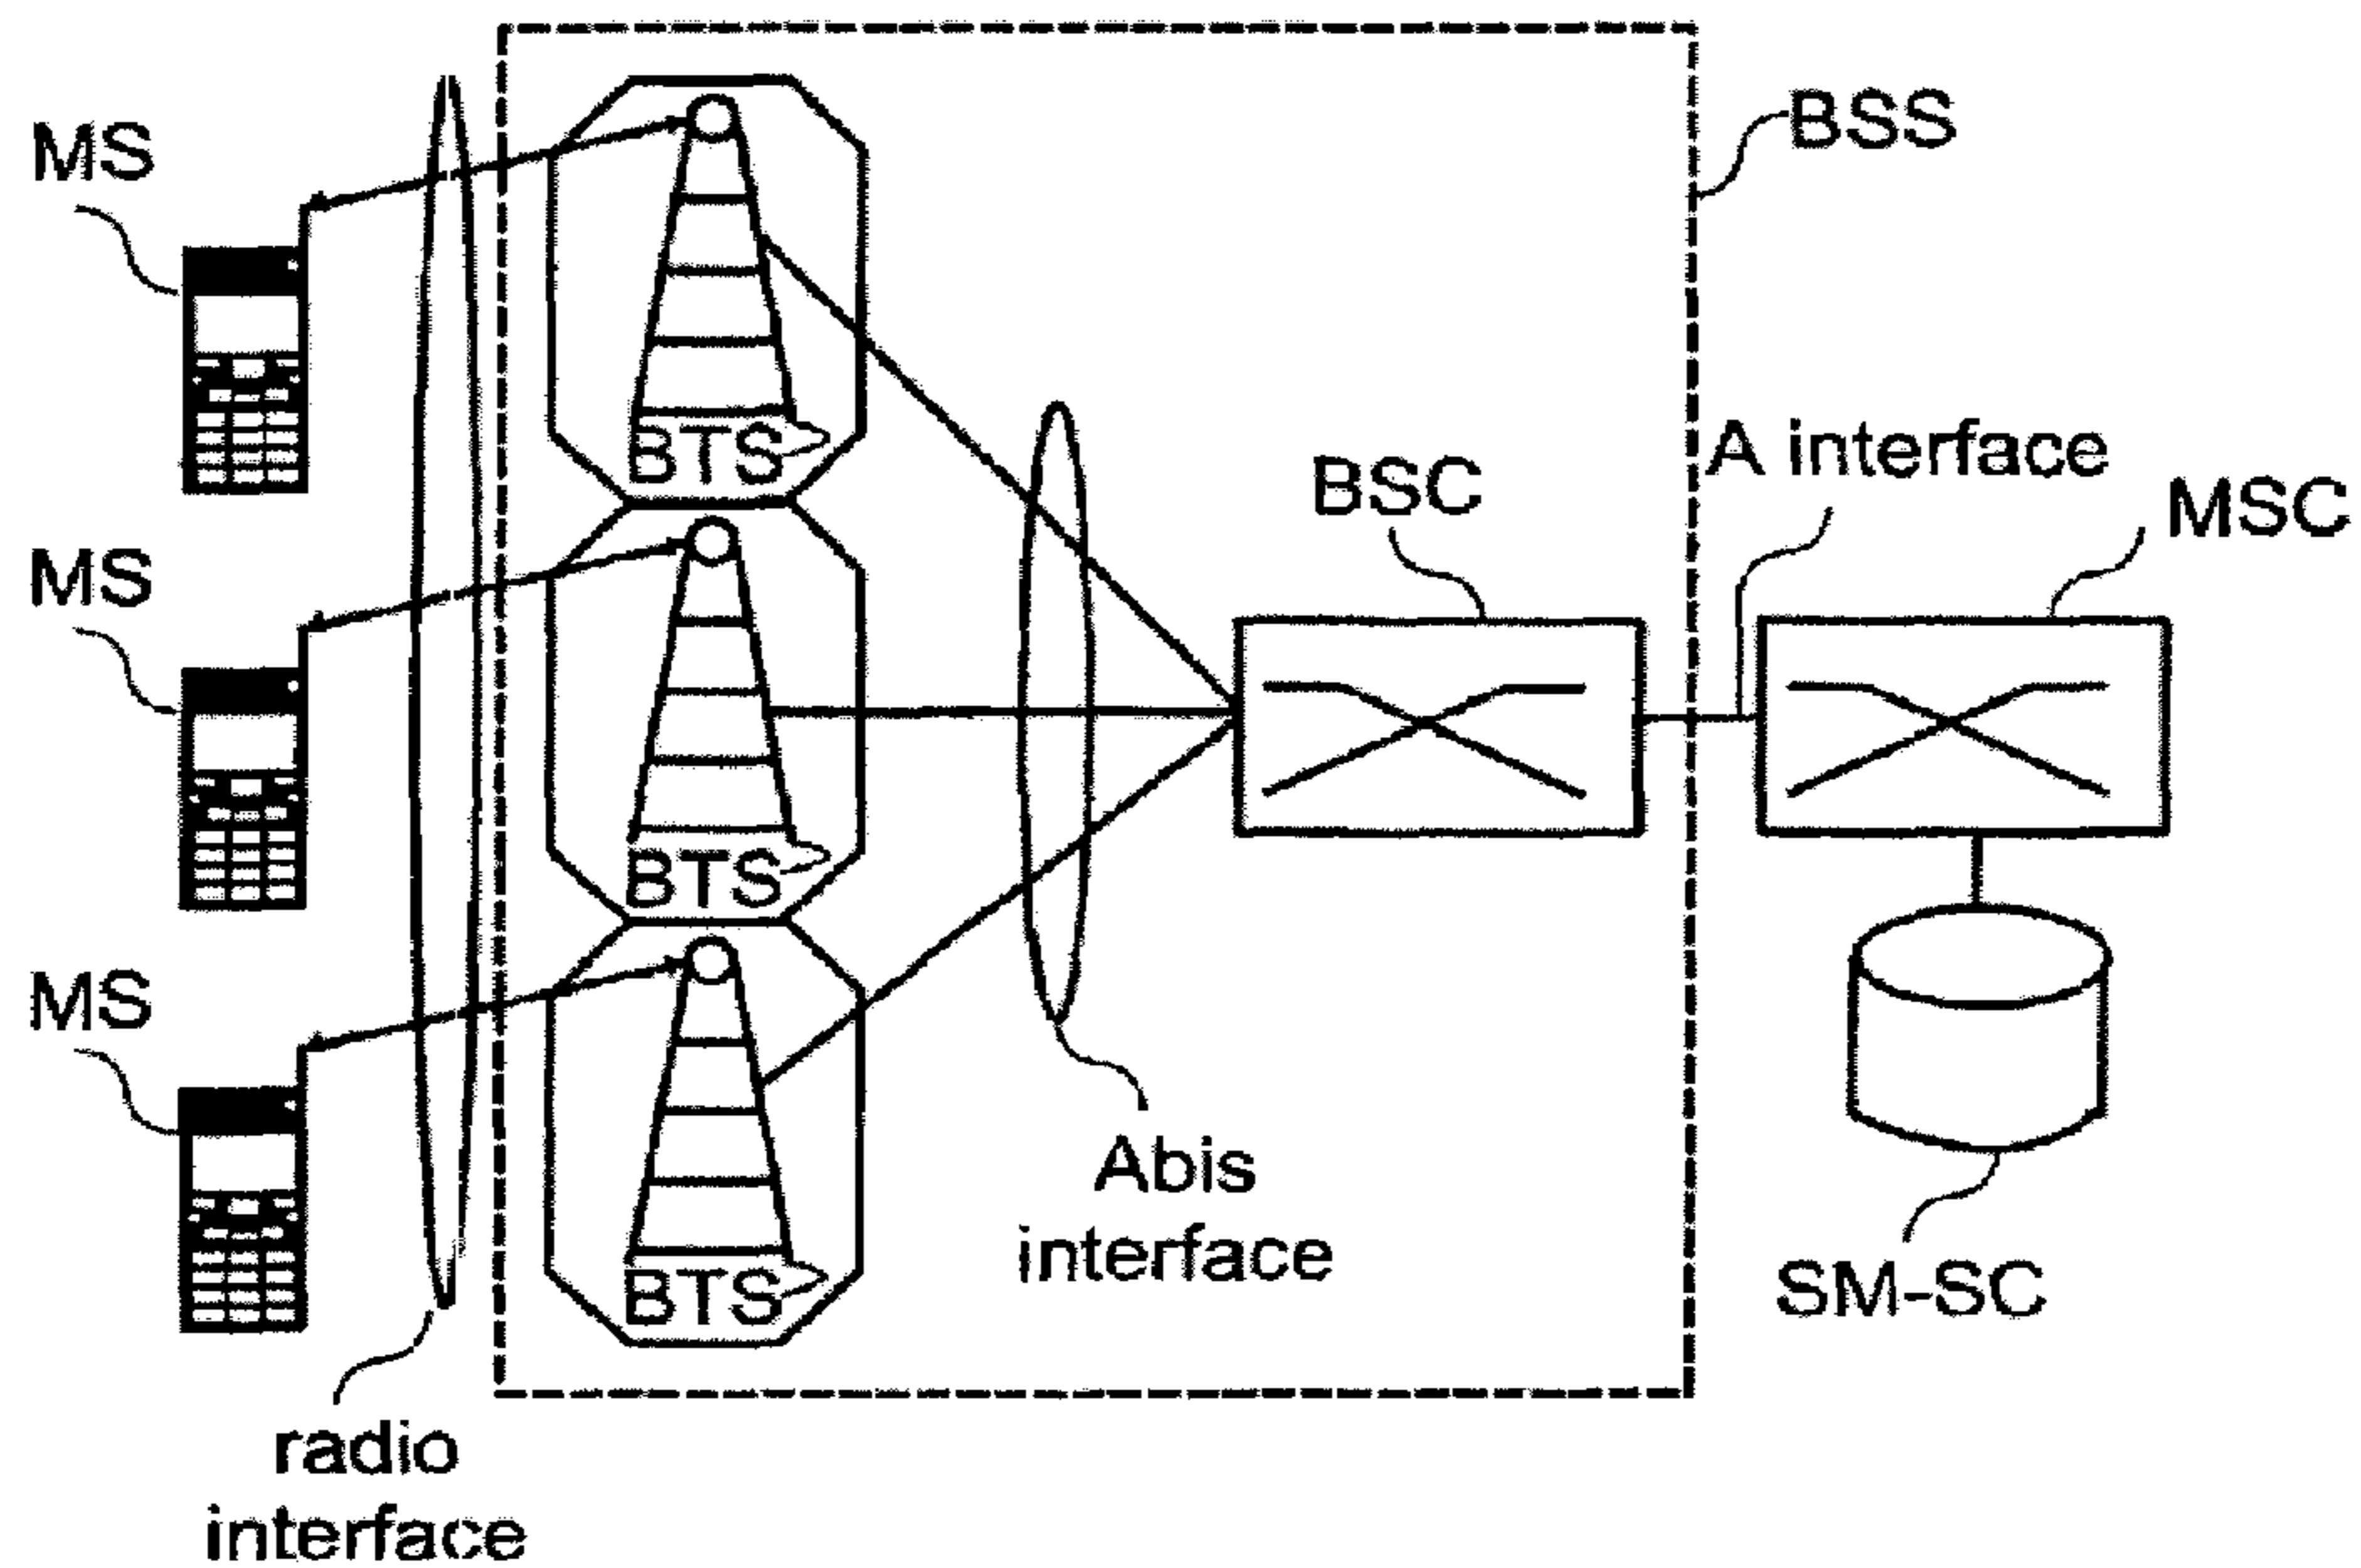 BSS
MS
A interface
BTS
BSC
MSC
MS
BTS
MS
Abis
interface
BTS
SM-SC
radio
interface